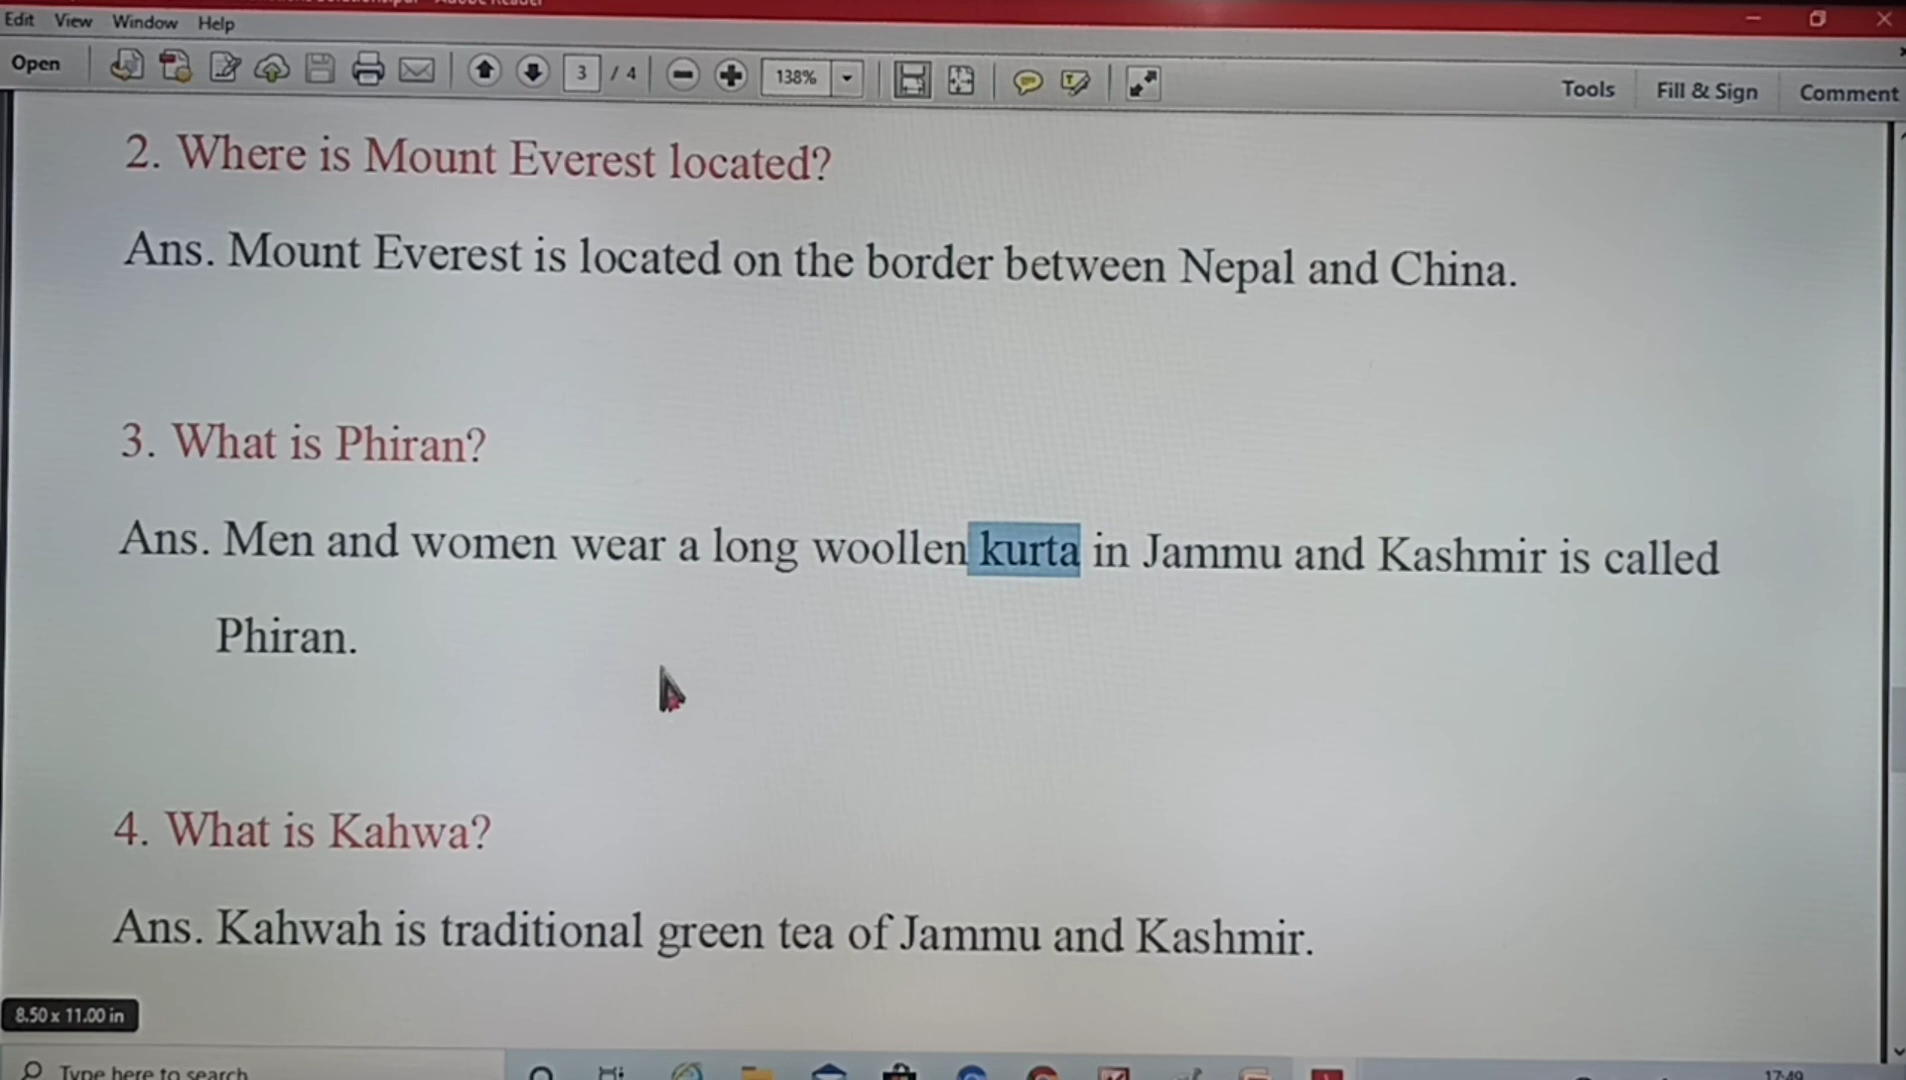 Edit View Window Help
Open 3 / 4 138% Tools Fill & Sign Comment
2. Where is Mount Everest located?
Ans. Mount Everest is located on the border between Nepal and China.
3. What is Phiran?
Ans. Men and women wear a long woollen kurta in Jammu and Kashmir is called
Phiran.
4. What is Kahwa?
Ans. Kahwah is traditional green tea of Jammu and Kashmir.
8.50 x 11.00 in
Type here to search
17:49